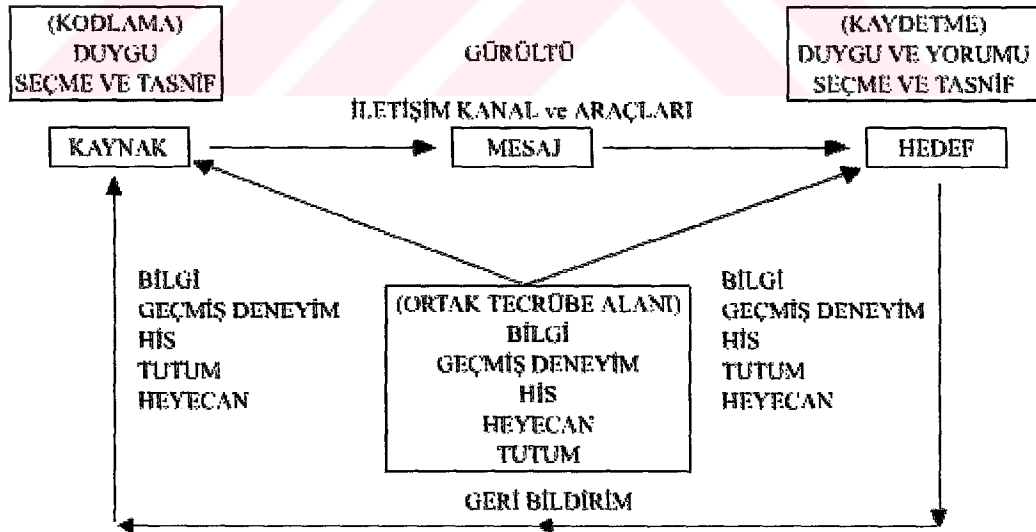 (KODLAMA)
DUYGU
SEÇME VE TASNİF
GÜRÜLTÜ
(KAYDETME)
DUYGU VE YORUMU
SEÇME VE TASNİF
İLETİŞİM KANAL ve ARAÇLARI
KAYNAK
MESAJ
HEDEF
BİLGİ
GEÇMİŞ DENEYİM
HİS
TUTUM
HEYECAN
(ORTAK TECRÜBE ALANI)
BİLGİ
GEÇMİŞ DENEYİM
HİS
HEYECAN
TUTUM
BİLGİ
GEÇMİŞ DENEYİM
HİS
TUTUM
HEYECAN
GERİ BİLDİRİM